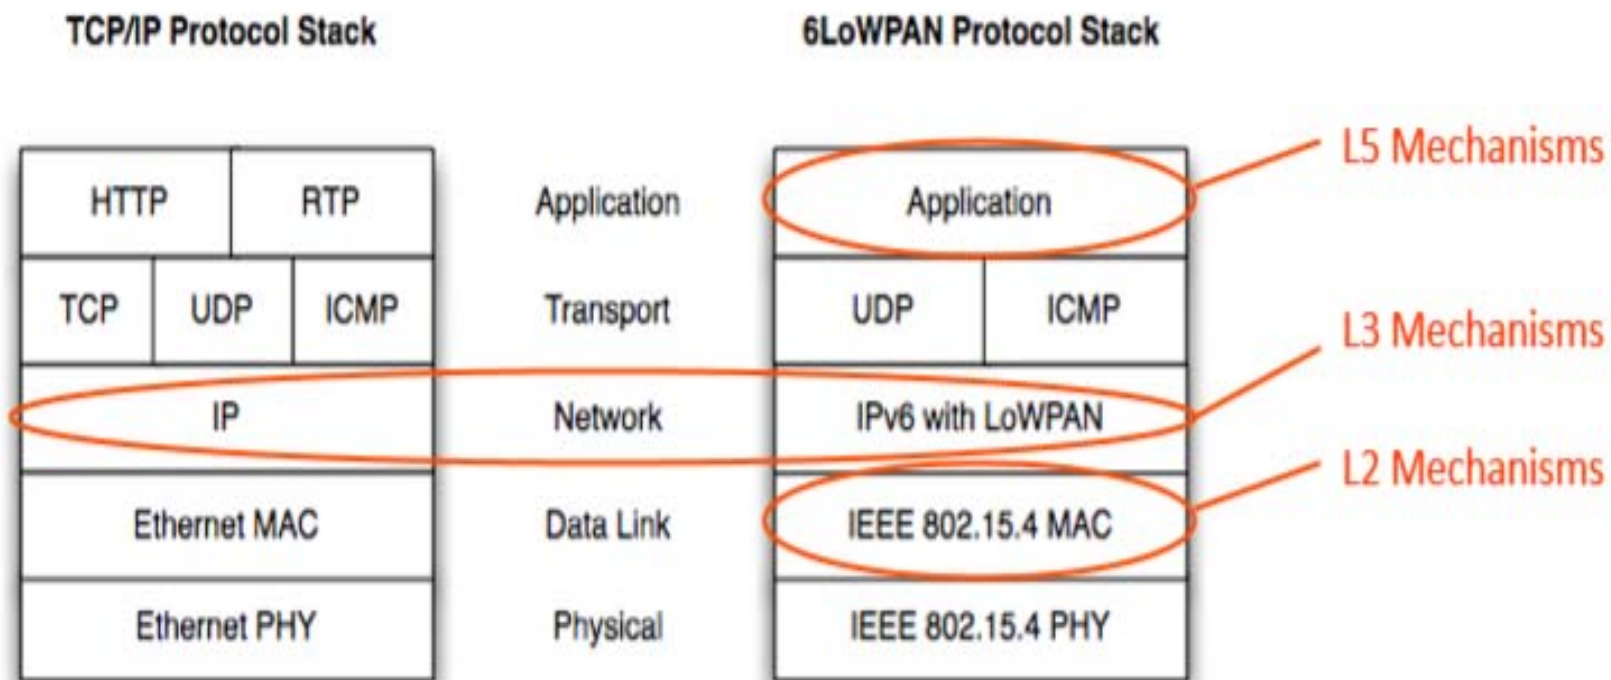 TCP/IP Protocol Stack
6LoWPAN Protocol Stack
HTTP RTP Application Application L5 Mechanisms
TCP UDP ICMP Transport UDP ICMP
L3 Mechanisms
IP Network IPv6 with LoWPAN
L2 Mechanisms
Ethernet MAC Data Link IEEE 802.15.4 MAC
Ethernet PHY Physical IEEE 802.15.4 PHY